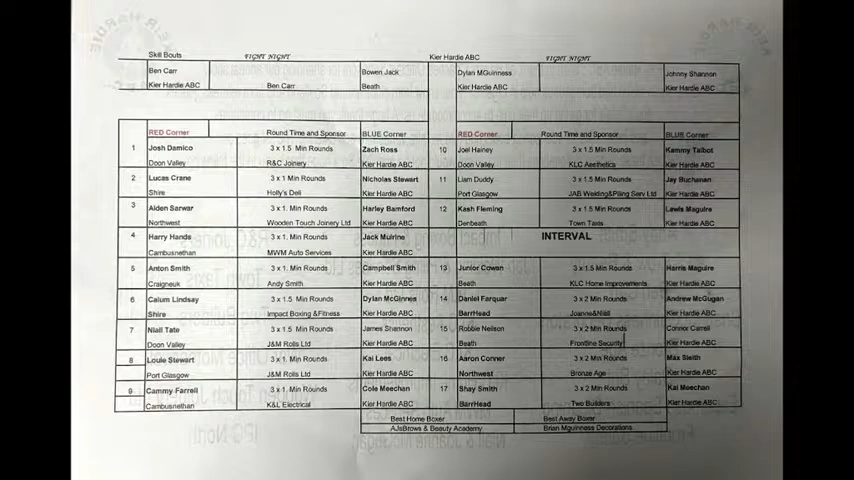 Skill Bouts FIGHT NIGHT Kier Hardie ABC FIGHT NIGHT
Ben Carr Bowen Jack Dylan MGuinness Johnny Shannon
Kier Hardie ABC Ben Carr Beath Kier Hardie ABC Kier Hardie ABC
RED Corner Round Time and Sponsor BLUE Corner RED Corner Round Time and Sponsor BLUE Corner
1 Josh Damico 3 x 1.5 Min Rounds Zach Ross 10 Joel Hainey 3 x 1.5 Min Rounds Kammy Talbot
Doon Valley R&C Joinery Kier Hardie ABC Doon Valley KLC Aesthetics Kier Hardie ABC
2 Lucas Crane 3 x 1 Min Rounds Nicholas Stewart 11 Liam Duddy 3 x 1.5 Min Rounds Jay Buchanan
Shire Holly's Deli Kier Hardie ABC Port Glasgow JAB Welding&Piling Serv Ltd Kier Hardie ABC
3 Aiden Sarwar 3 x 1. Min Rounds Harley Bamford 12 Kash Fleming 3 x 1.5 Min Rounds Lewis Maguire
Northwest Wooden Touch Joinery Ltd Kier Hardie ABC Denbeath Town Taxis Kier Hardie ABC
4 Harry Hands 3 x 1. Min Rounds Jack Muirine INTERVAL
Cambusnethan MWM Auto Services Kier Hardie ABC
5 Anton Smith 3 x 1. Min Rounds Campbell Smith 13 Junior Cowan 3 x 1.5 Min Rounds Harris Maguire
Craigneuk Andy Smith Kier Hardie ABC Beath KLC Home Improvements Kier Hardie ABC
6 Calum Lindsay 3 x 1.5 Min Rounds Dylan McGinnes 14 Daniel Farquar 3 x 2 Min Rounds Andrew McGugan
Shire Impact Boxing &Fitness Kier Hardie ABC BarrHead Joanne&Niall Kier Hardie ABC
7 Niall Tate 3 x 1.5 Min Rounds James Shannon 15 Robbie Neilson 3 x 2 Min Rounds Connor Carrell
Doon Valley J&M Rolls Ltd Kier Hardie ABC Beath Frontline Security Kier Hardie ABC
8 Louie Stewart 3 x 1. Min Rounds Kai Lees 16 Aaron Conner 3 x 2 Min Rounds Max Sleith
Port Glasgow J&M Rolls Ltd Kier Hardie ABC Northwest Bronze Age Kier Hardie ABC
9 Cammy Farrell 3 x 1. Min Rounds Cole Meechan 17 Shay Smith 3 x 2 Min Rounds Kai Meechan
Cambusnethan K&L Electrical Kier Hardie ABC BarrHead Two Builders Kier Hardie ABC
Best Home Boxer Best Away Boxer
AJsBrows & Beauty Academy Brian Mguinness Decorations